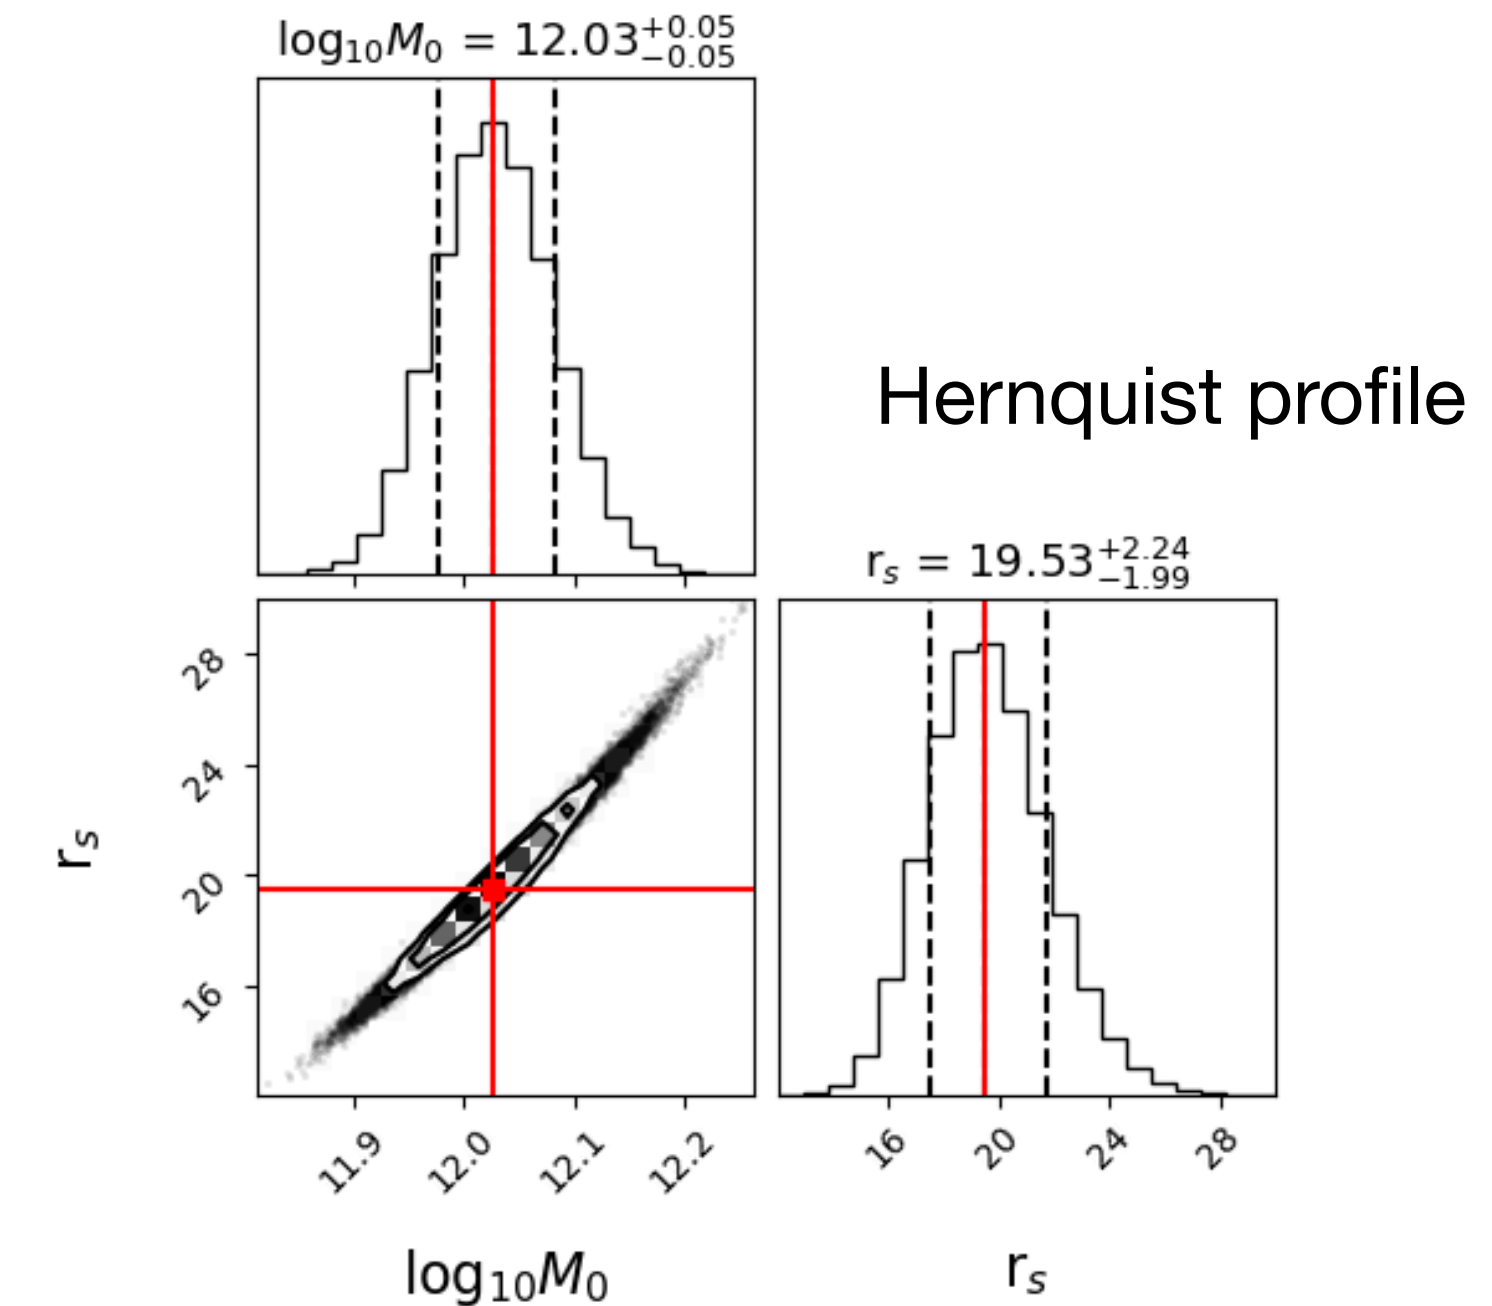 log₁₀M₀ = 12.03⁺⁰·⁰⁵₋₀.₀₅
Hernquist profile
rₛ = 19.53⁺²·²⁴₋₁.₉₉
28
24
20
16
rₛ
11.9 12.0 12.1 12.2
16 20 24 28
log₁₀M₀
rₛ